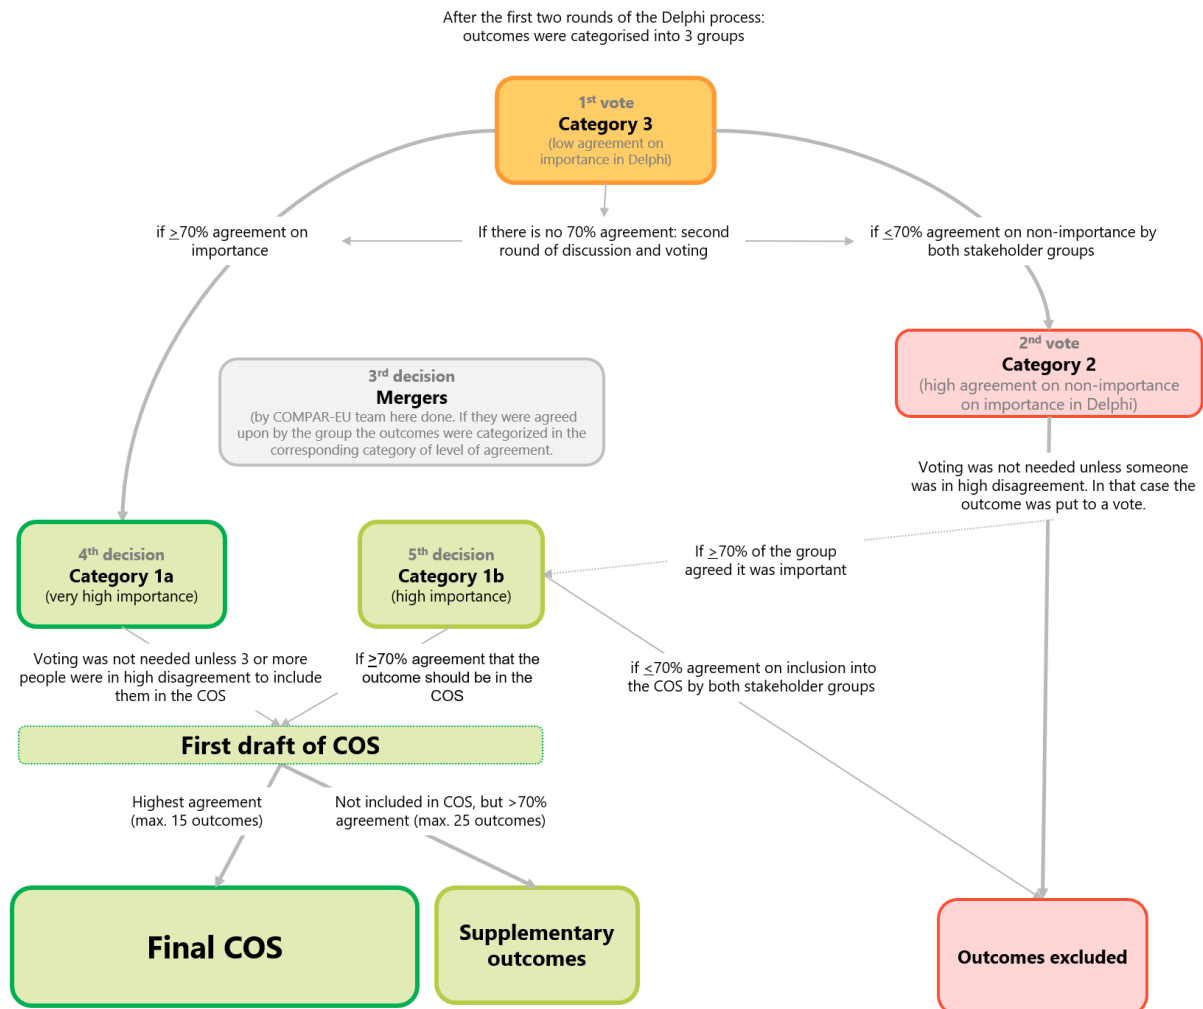 After the first two rounds of the Delphi process:
outcomes were categorised into 3 groups
1st vote
Category 3
(low agreement on
importance in Delphi)
if ≥70% agreement on
importance
If there is no 70% agreement: second
round of discussion and voting
if ≤70% agreement on non-importance by
both stakeholder groups
2nd vote
Category 2
(high agreement on non-importance
on importance in Delphi)
3rd decision
Mergers
(by COMPAR-EU team here done. If they were agreed
upon by the group the outcomes were categorized in the
corresponding category of level of agreement.
Voting was not needed unless someone
was in high disagreement. In that case the
outcome was put to a vote.
4th decision
Category 1a
(very high importance)
5th decision
Category 1b
(high importance)
If ≥70% of the group
agreed it was important
Voting was not needed unless 3 or more
people were in high disagreement to include
them in the COS
If ≥70% agreement that the
outcome should be in the
COS
if ≤70% agreement on inclusion into
the COS by both stakeholder groups
First draft of COS
Highest agreement
(max. 15 outcomes)
Not included in COS, but >70%
agreement (max. 25 outcomes)
Final COS
Supplementary
outcomes
Outcomes excluded